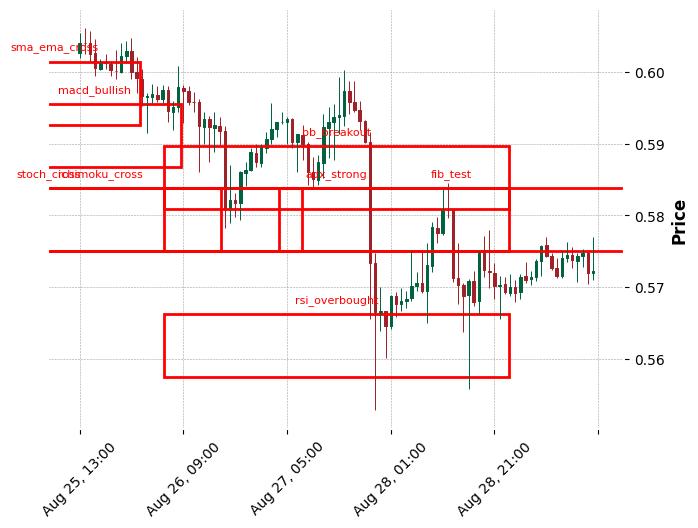 sma_ema_cross
macd_bullish
bb_breakout
stoch_cross
ichimoku_cross
adx_strong
fib_test
rsi_overbought
0.60
0.59
0.58
0.57
0.56
Price
Aug 25, 13:00
Aug 26, 09:00
Aug 27, 05:00
Aug 28, 01:00
Aug 28, 21:00